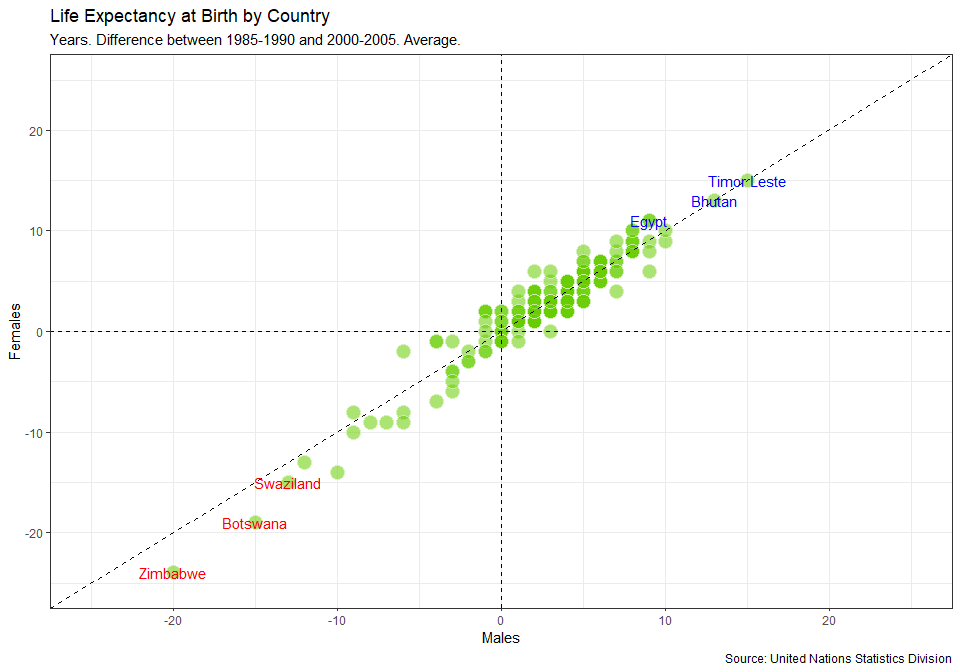 Life Expectancy at Birth by Country
Years. Difference between 1985-1990 and 2000-2005. Average.
Females
20
10
0
-10
-20
Timor Leste
Bhutan
Egypt
Swaziland
Botswana
Zimbabwe
-20
-10
0
10
20
Males
Source: United Nations Statistics Division